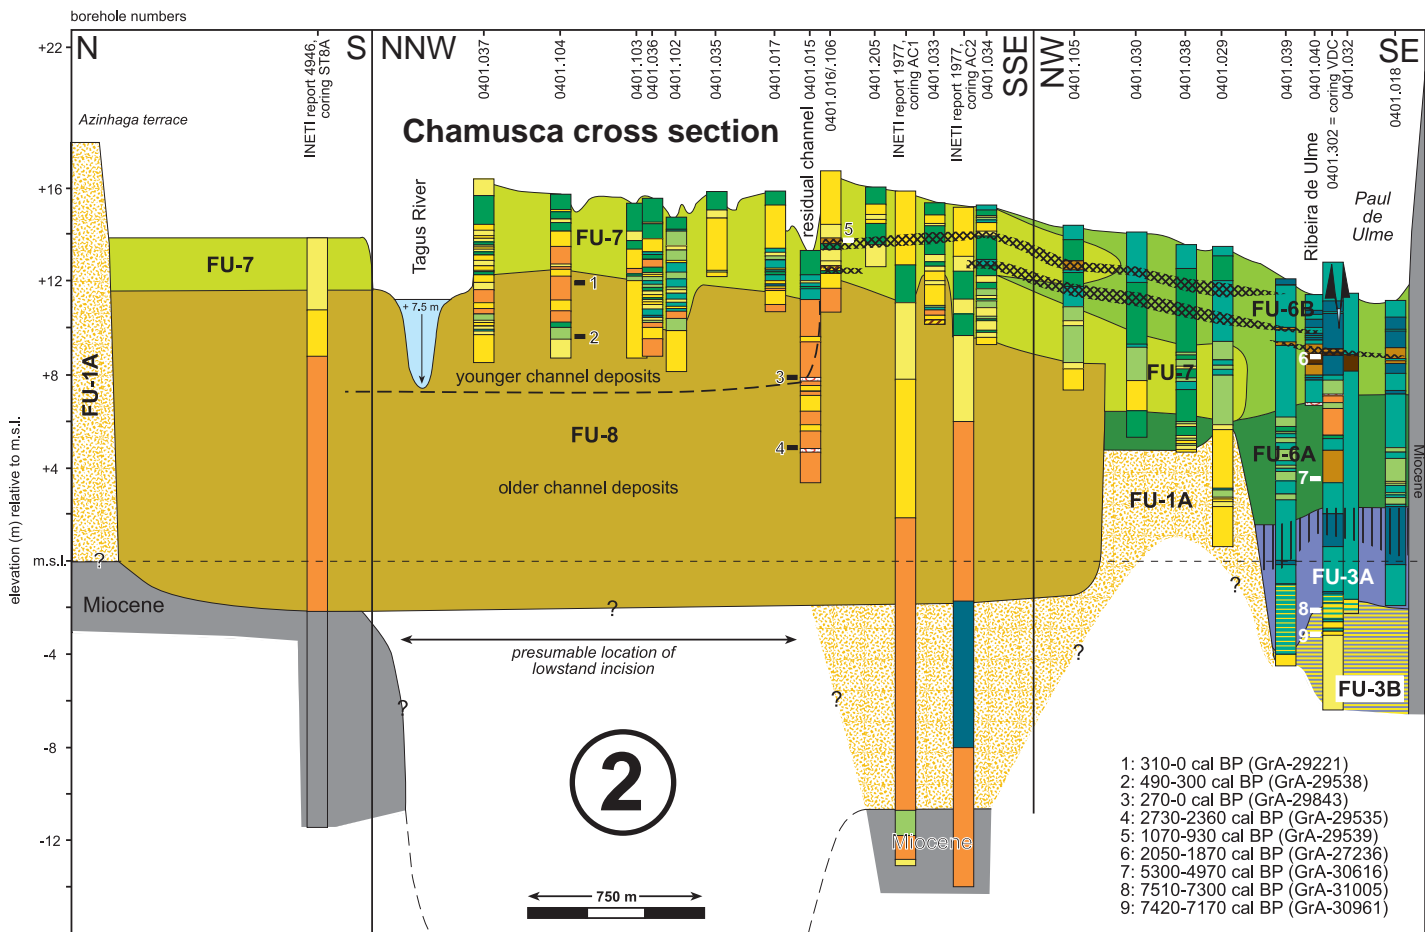 borehole numbers
+22
+16
+12
+8
+4
m.s.l.
-4
-8
-12
elevation (m) relative to m.s.l.
N
S
NNW
SSE
NW
SE
Azinhaga terrace
INETI report 4946,
coring ST8A
Tagus River
0401.037
0401.104
0401.103
0401.036
0401.102
0401.035
0401.017
0401.015
residual channel
0401.016/.106
0401.205
INETI report 1977,
coring AC1
0401.033
INETI report 1977,
coring AC2
0401.034
0401.105
0401.030
0401.038
0401.029
0401.039
0401.040
Ribeira de Ulme
0401.302 = coring VDC
0401.032
0401.018
Paul
de
Ulme
Chamusca cross section
FU-1A
FU-7
+ 7.5 m
FU-7
1
2
3
4
5
younger channel deposits
FU-8
older channel deposits
FU-7
FU-6B
6
FU-6A
7
FU-1A
FU-3A
8
9
FU-3B
Miocene
Miocene
Miocene
?
?
?
?
?
?
presumable location of
lowstand incision
2
750 m
1: 310-0 cal BP (GrA-29221)
2: 490-300 cal BP (GrA-29538)
3: 270-0 cal BP (GrA-29843)
4: 2730-2360 cal BP (GrA-29535)
5: 1070-930 cal BP (GrA-29539)
6: 2050-1870 cal BP (GrA-27236)
7: 5300-4970 cal BP (GrA-30616)
8: 7510-7300 cal BP (GrA-31005)
9: 7420-7170 cal BP (GrA-30961)